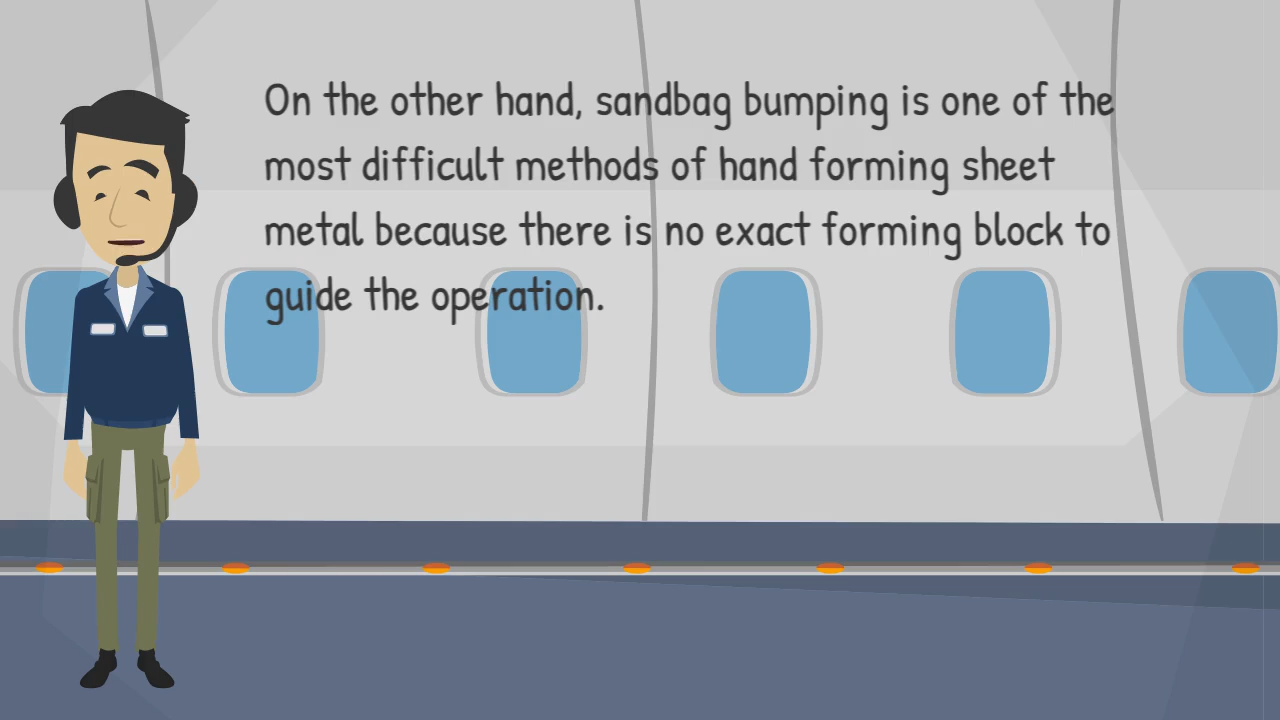 On the other hand, sandbag bumping is one of the
most difficult methods of hand forming sheet
metal because there is no exact forming block to
guide the operation.